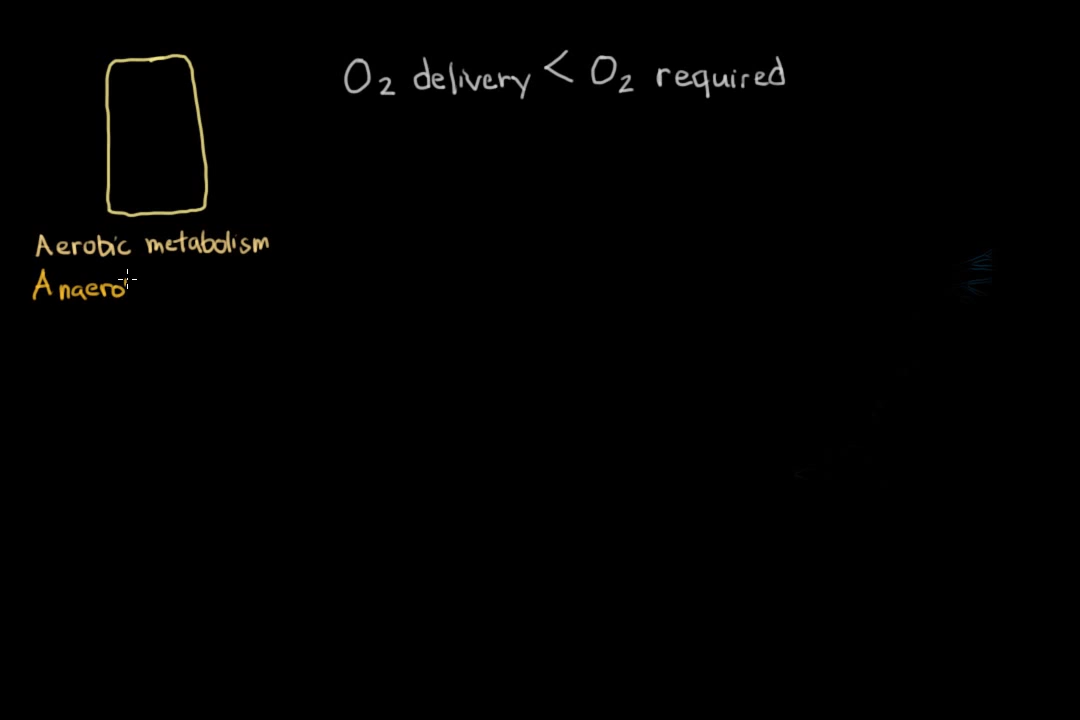 O₂ delivery < O₂ required
Aerobic metabolism
Anaero